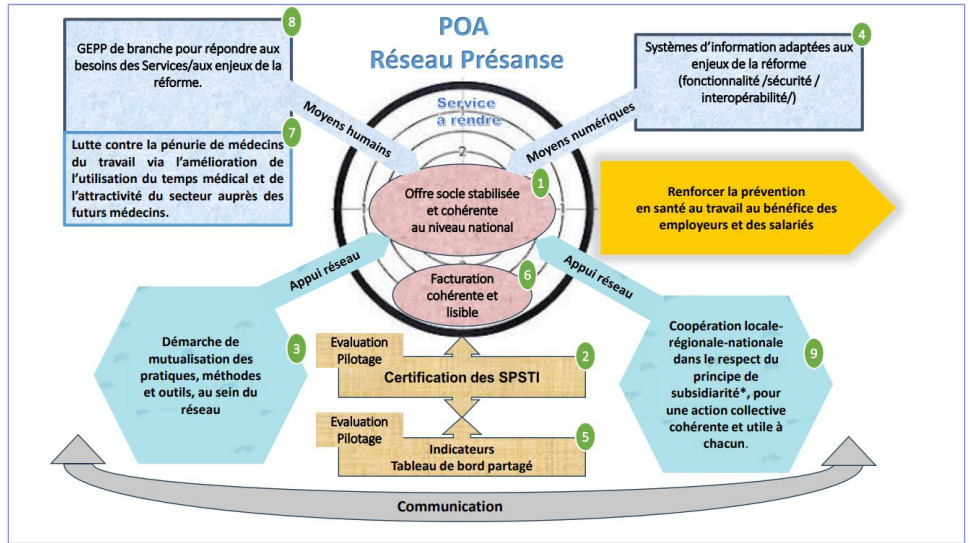 POA
Réseau Présanse
8
GEPP de branche pour répondre aux
besoins des Services/aux enjeux de la
réforme.
7
Lutte contre la pénurie de médecins
du travail via l'amélioration de
l'utilisation du temps médical et de
l'attractivité du secteur auprès des
futurs médecins.
4
Systèmes d'information adaptées aux
enjeux de la réforme
(fonctionnalité /sécurité /
interopérabilité/)
Service
à rendre
2
Moyens humains
Moyens numériques
1
Offre socle stabilisée
et cohérente
au niveau national
Renforcer la prévention
en santé au travail au bénéfice des
employeurs et des salariés
Appui réseau
Appui réseau
6
Facturation
cohérente et
lisible
3
Démarche de
mutualisation des
pratiques, méthodes
et outils, au sein du
réseau
Evaluation
Pilotage
2
Certification des SPSTI
Evaluation
Pilotage
5
Indicateurs
Tableau de bord partagé
9
Coopération locale-
régionale-nationale
dans le respect du
principe de
subsidiarité*, pour
une action collective
cohérente et utile à
chacun.
Communication